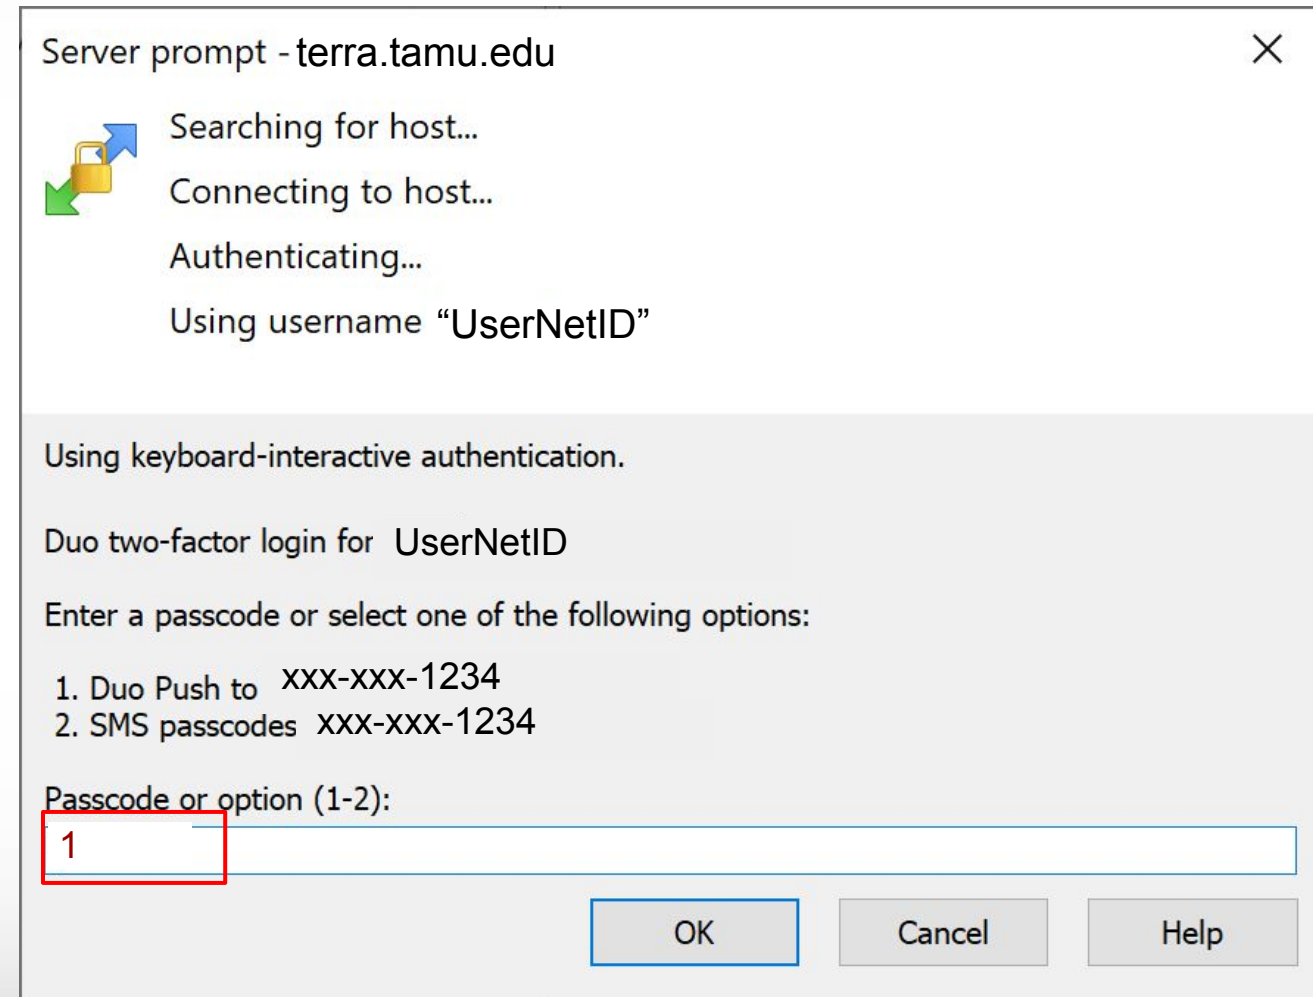 Server prompt - terra.tamu.edu
Searching for host...
Connecting to host...
Authenticating...
Using username “UserNetID”
Using keyboard-interactive authentication.
Duo two-factor login for UserNetID
Enter a passcode or select one of the following options:
1. Duo Push to xxx-xxx-1234
2. SMS passcodes xxx-xxx-1234
Passcode or option (1-2):
1
OK Cancel Help